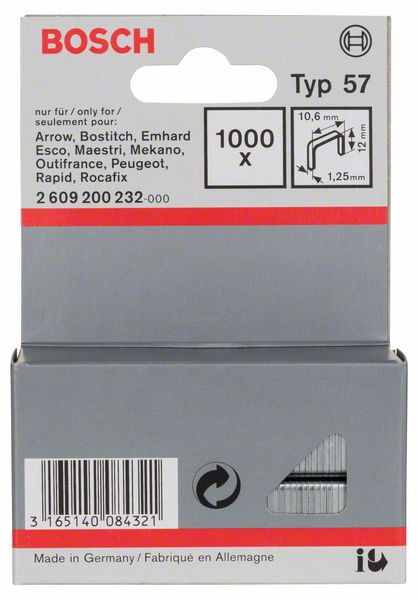 BOSCH
Typ 57
nur für / only for /
seulement pour:
Arrow, Bostitch, Emhard
Esco, Maestri, Mekano,
Outifrance, Peugeot,
Rapid, Rocafix
2 609 200 232-000
1000
x
10,6 mm
12 mm
1,25mm
3 165140 084321
Made in Germany / Fabriqué en Allemagne